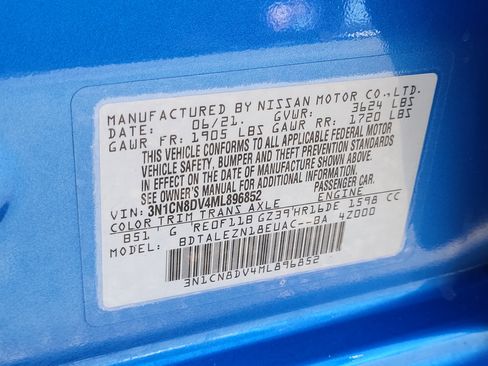 MANUFACTURED BY NISSAN MOTOR CO.,LTD.
DATE: 06/21. GVWR: 3624 LBS
GAWR FR: 1905 LBS GAWR RR: 1720 LBS
THIS VEHICLE CONFORMS TO ALL APPLICABLE FEDERAL MOTOR
VEHICLE SAFETY, BUMPER AND THEFT PREVENTION STANDARDS
IN EFFECT ON THE DATE OF MANUFACTURE SHOWN ABOVE.
SEE OWNER'S MANUAL FOR ADDITIONAL INFORMATION.
VIN: 3N1CN8DV4ML896852 PASSENGER CAR
COLOR TRIM TRANS AXLE ENGINE
B51 G RE0F11B GZ39 HR16DE 1598 CC
MODEL: BDTALEZN18EUAC--BA 4Z000
3N1CN8DV4ML896852